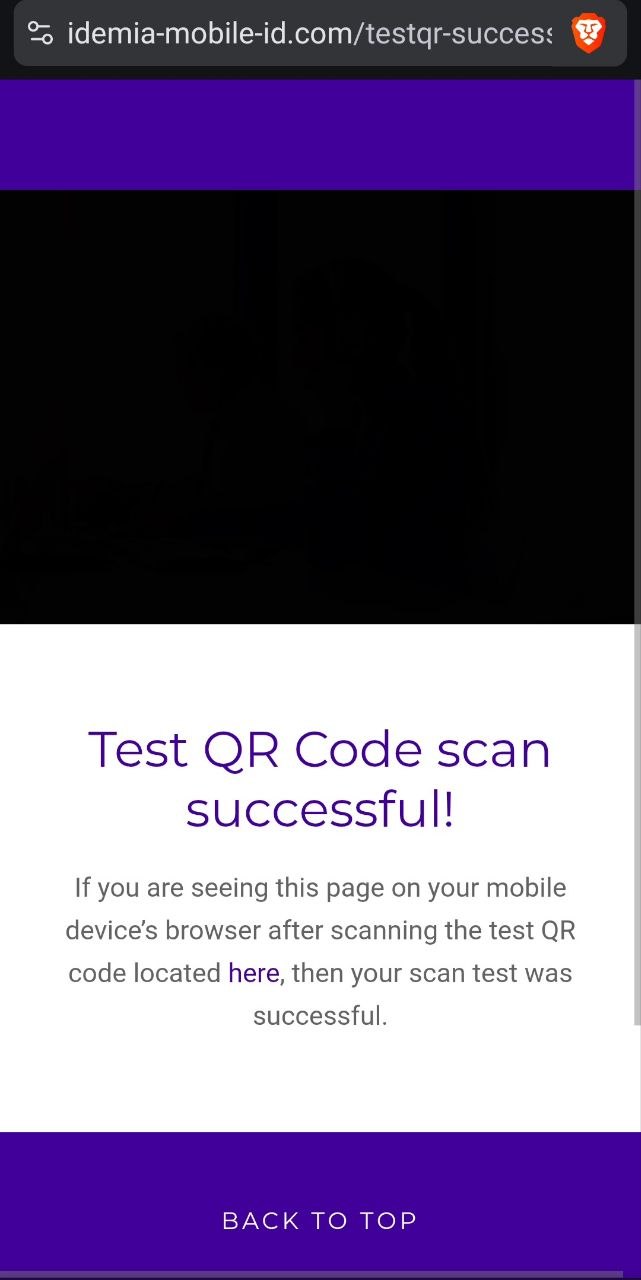 idemia-mobile-id.com/testqr-success
Test QR Code scan
successful!
If you are seeing this page on your mobile
device’s browser after scanning the test QR
code located here, then your scan test was
successful.
BACK TO TOP